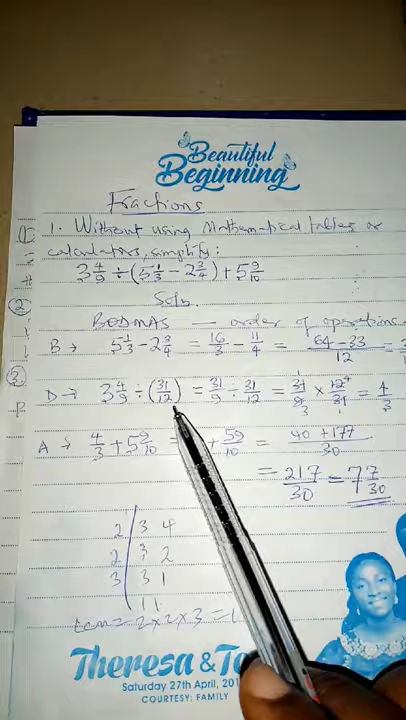 Beautiful
Beginning
Fractions
1. Without using Mathematical tables or
calculators, simplify:
3 4/9 ÷ (5 1/3 − 2 3/4) + 5 9/10
Soln.
BODMAS — order of operations
B → 5 1/3 − 2 3/4 = 16/3 − 11/4 = 64−33/12 =
D → 3 4/9 ÷ (31/12) = 31/9 ÷ 31/12 = 31/9 × 12/31 = 4/3
A → 4/3 + 5 9/10 = + 59/10 = 40+177/30
= 217/30 = 7 7/30
2 | 3 4
2 | 3 2
3 | 3 1
1 1
LCM = 2×2×3 = 1
Theresa & To
Saturday 27th April, 201
COURTESY: FAMILY